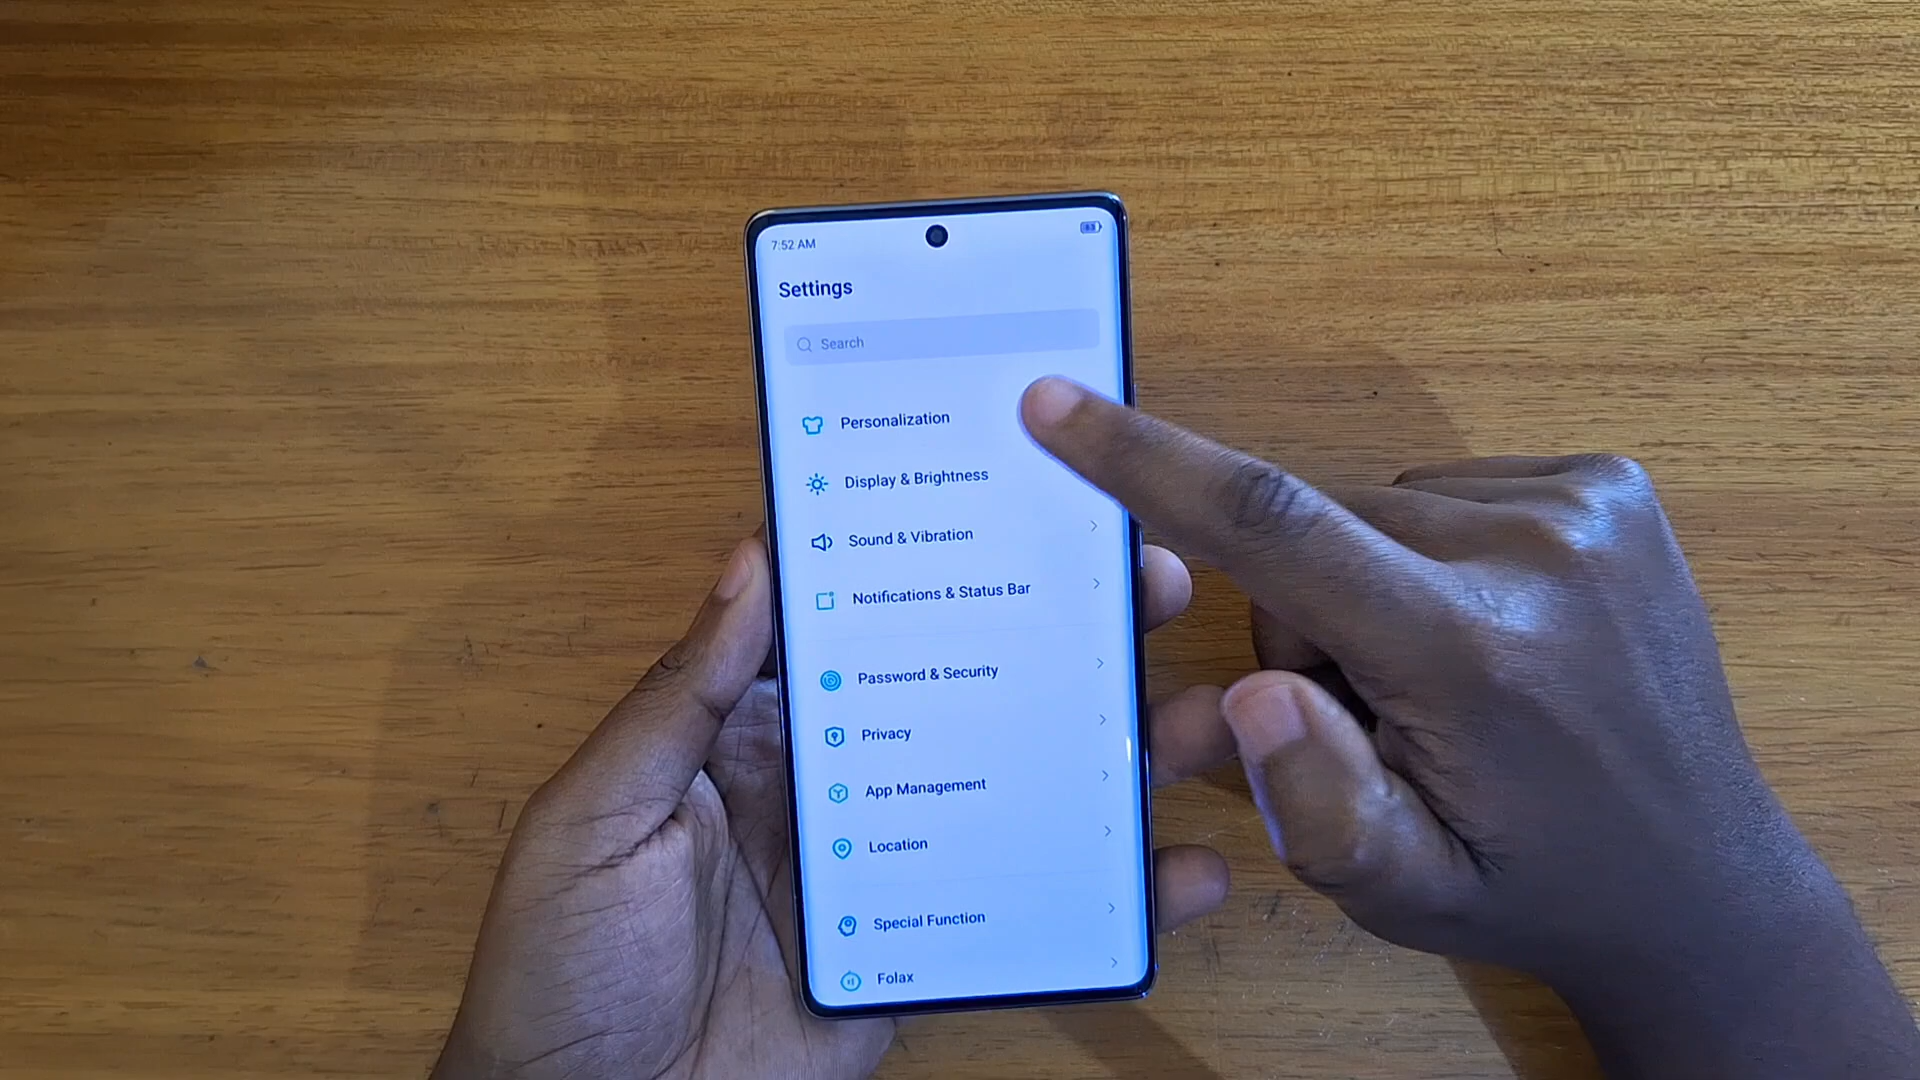 7:52 AM
83
Settings
Search
Personalization
Display & Brightness
Sound & Vibration
Notifications & Status Bar
Password & Security
Privacy
App Management
Location
Special Function
Folax